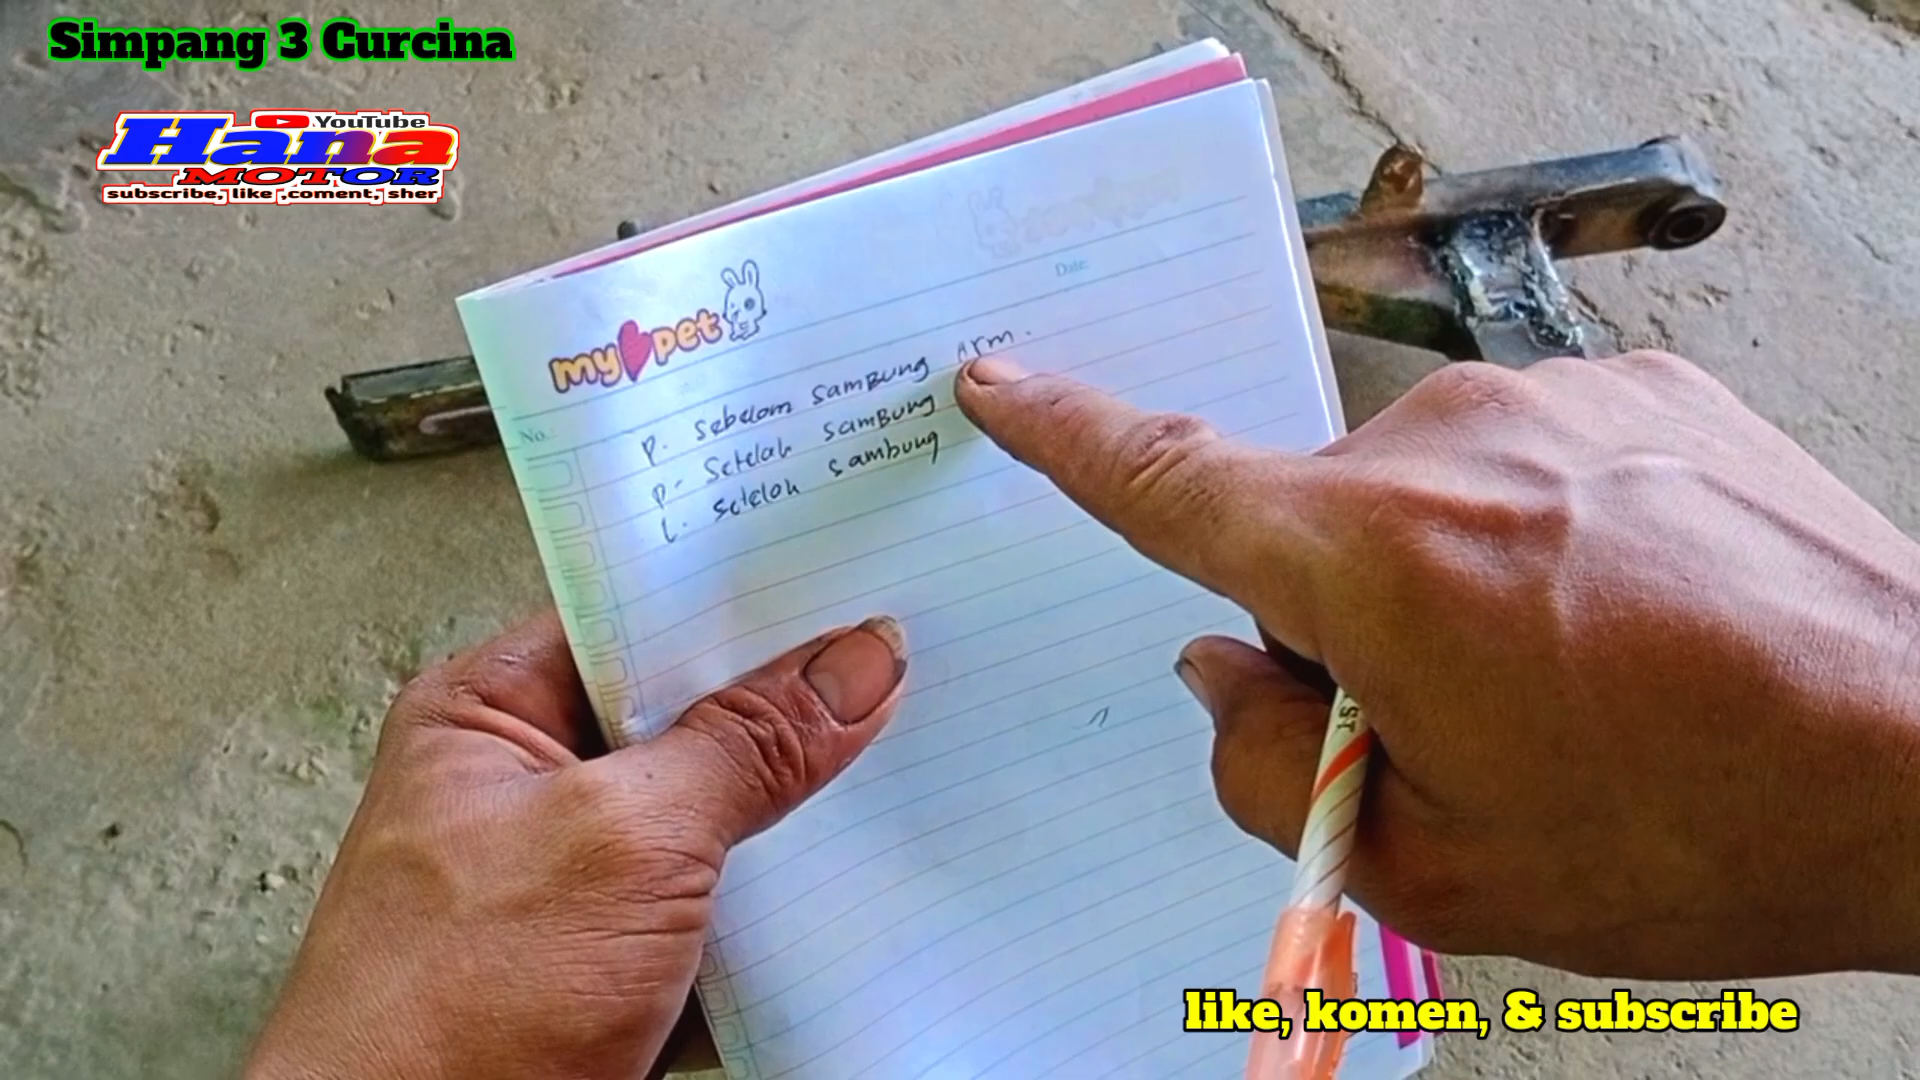 Simpang 3 Curcina
YouTube
Hana
MOTOR
subscribe, like ,coment, sher
my pet
Date:
No.:
P. sebelom sambung Arm.
P. Setelah sambung
L. setelah sambung
ST
like, komen, & subscribe